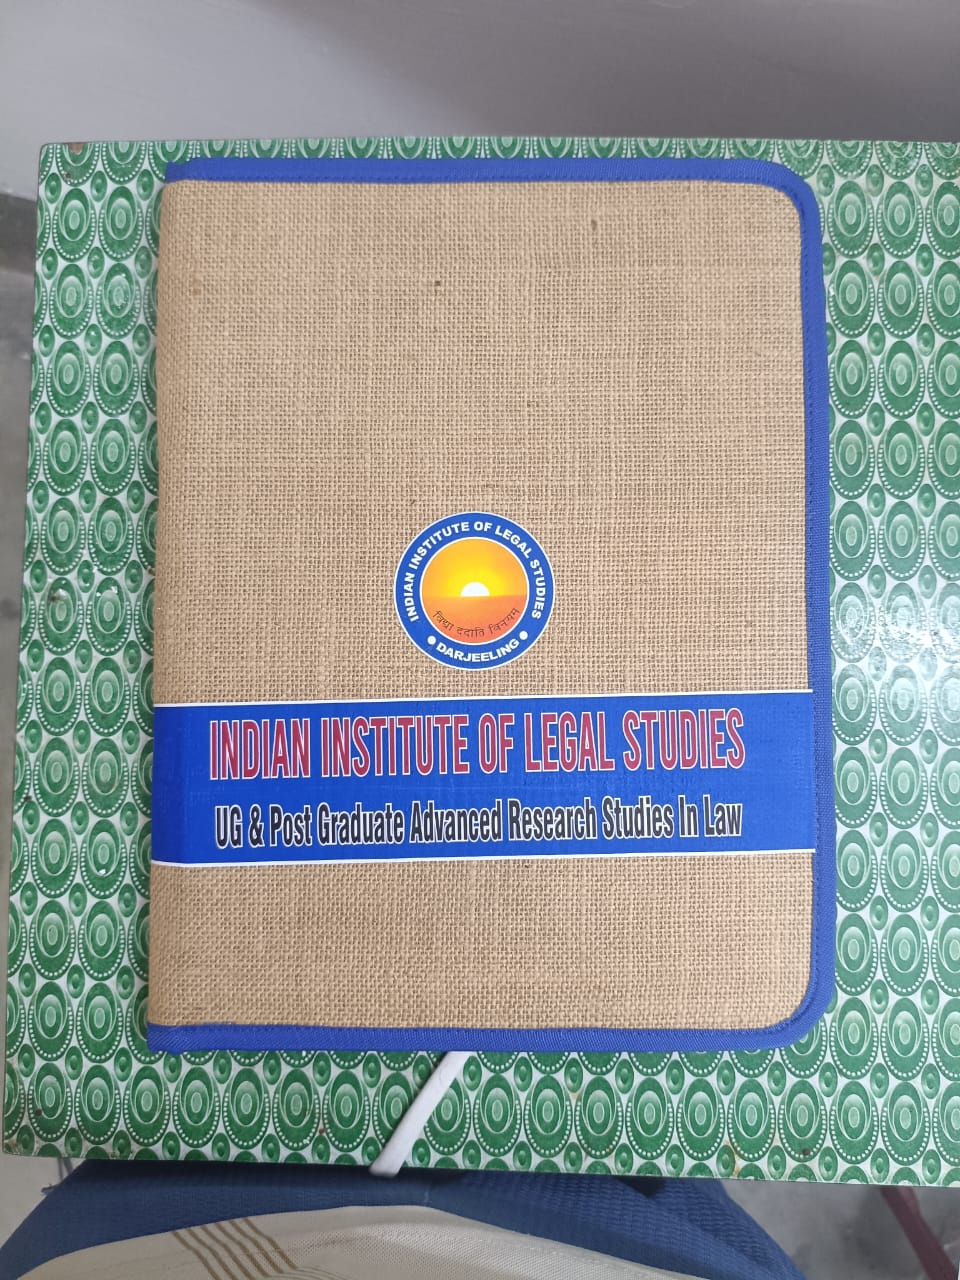 INDIAN INSTITUTE OF LEGAL STUDIES
विद्या ददाति विनयम्
• DARJEELING •
INDIAN INSTITUTE OF LEGAL STUDIES
UG & Post Graduate Advanced Research Studies In Law